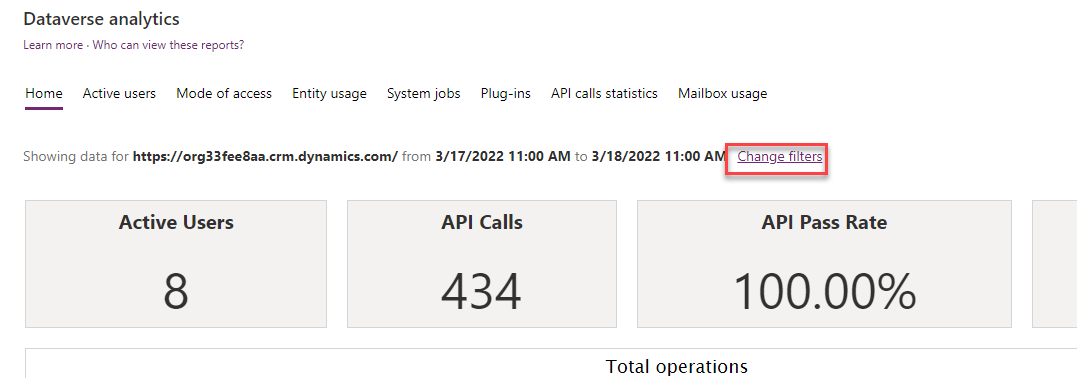 Dataverse analytics
Learn more · Who can view these reports?
Home Active users Mode of access Entity usage System jobs Plug-ins API calls statistics Mailbox usage
Showing data for https://org33fee8aa.crm.dynamics.com/ from 3/17/2022 11:00 AM to 3/18/2022 11:00 AM Change filters
Active Users API Calls API Pass Rate
8 434 100.00%
Total operations